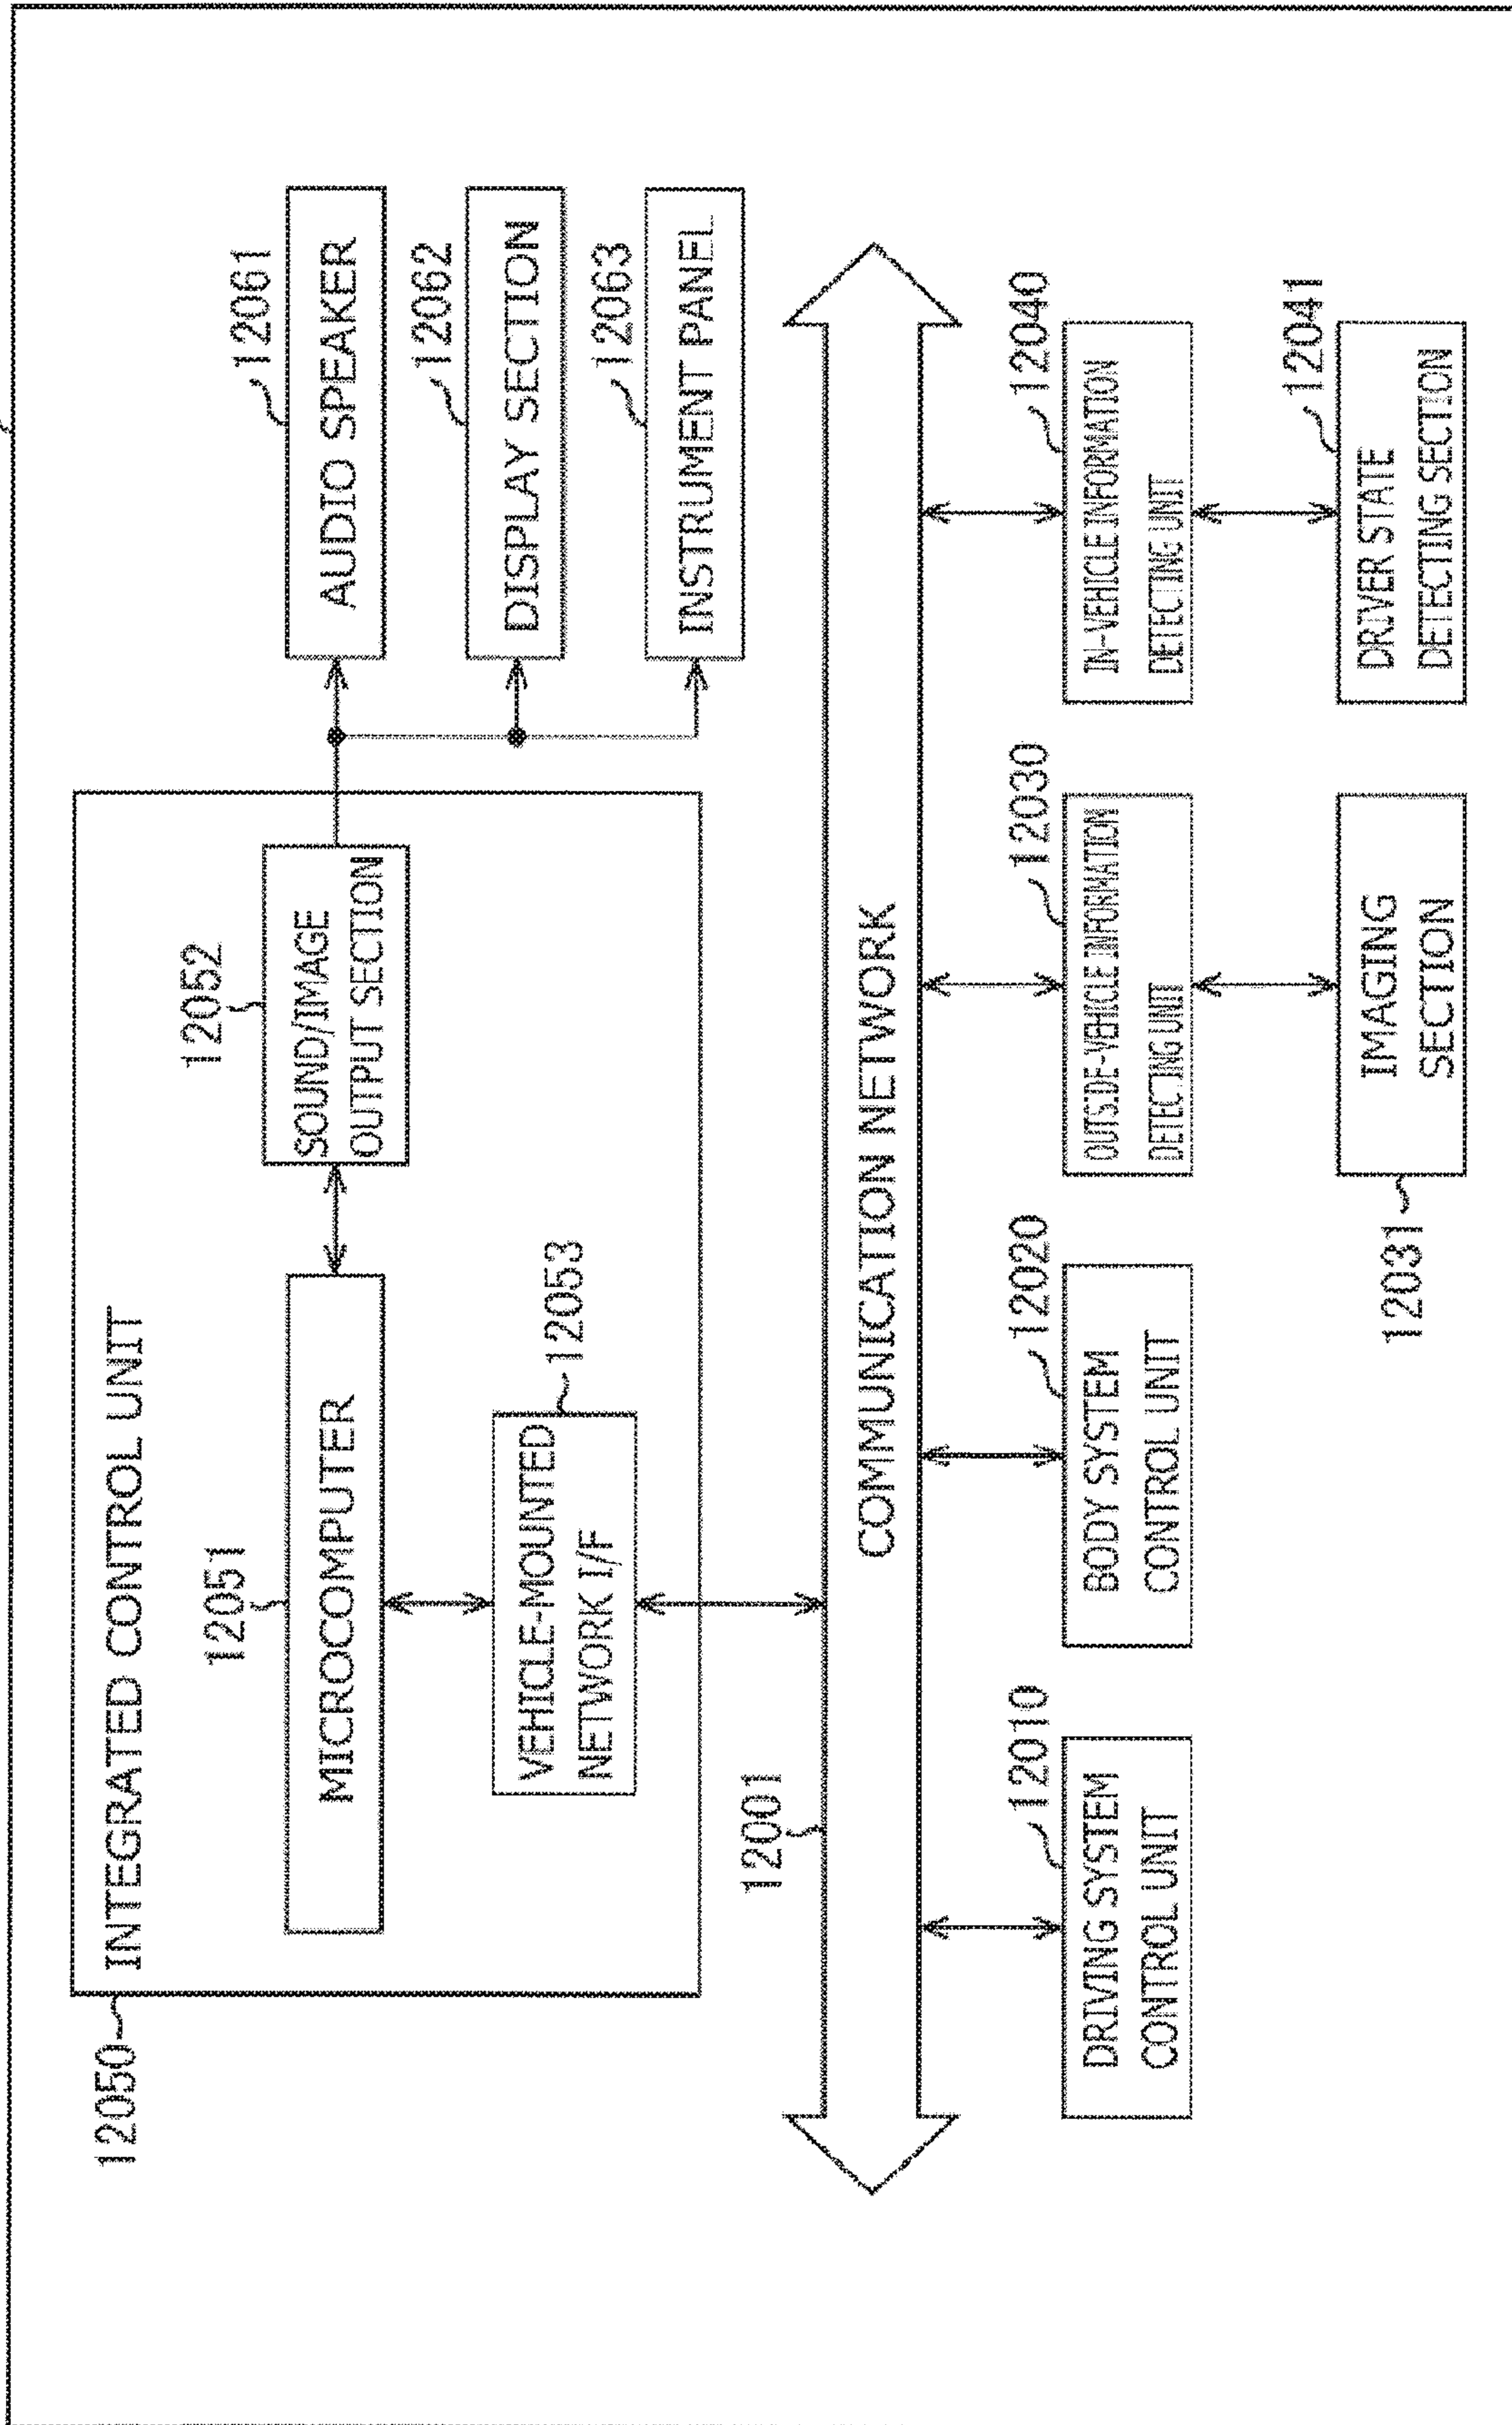 12050
INTEGRATED CONTROL UNIT
12051
MICROCOMPUTER
12052
SOUND/IMAGE
OUTPUT SECTION
12053
VEHICLE-MOUNTED
NETWORK I/F
12061
AUDIO SPEAKER
12062
DISPLAY SECTION
12063
INSTRUMENT PANEL
12001
COMMUNICATION NETWORK
12010
DRIVING SYSTEM
CONTROL UNIT
12020
BODY SYSTEM
CONTROL UNIT
12030
OUTSIDE-VEHICLE INFORMATION
DETECTING UNIT
12040
IN-VEHICLE INFORMATION
DETECTING UNIT
12031
IMAGING
SECTION
12041
DRIVER STATE
DETECTING SECTION